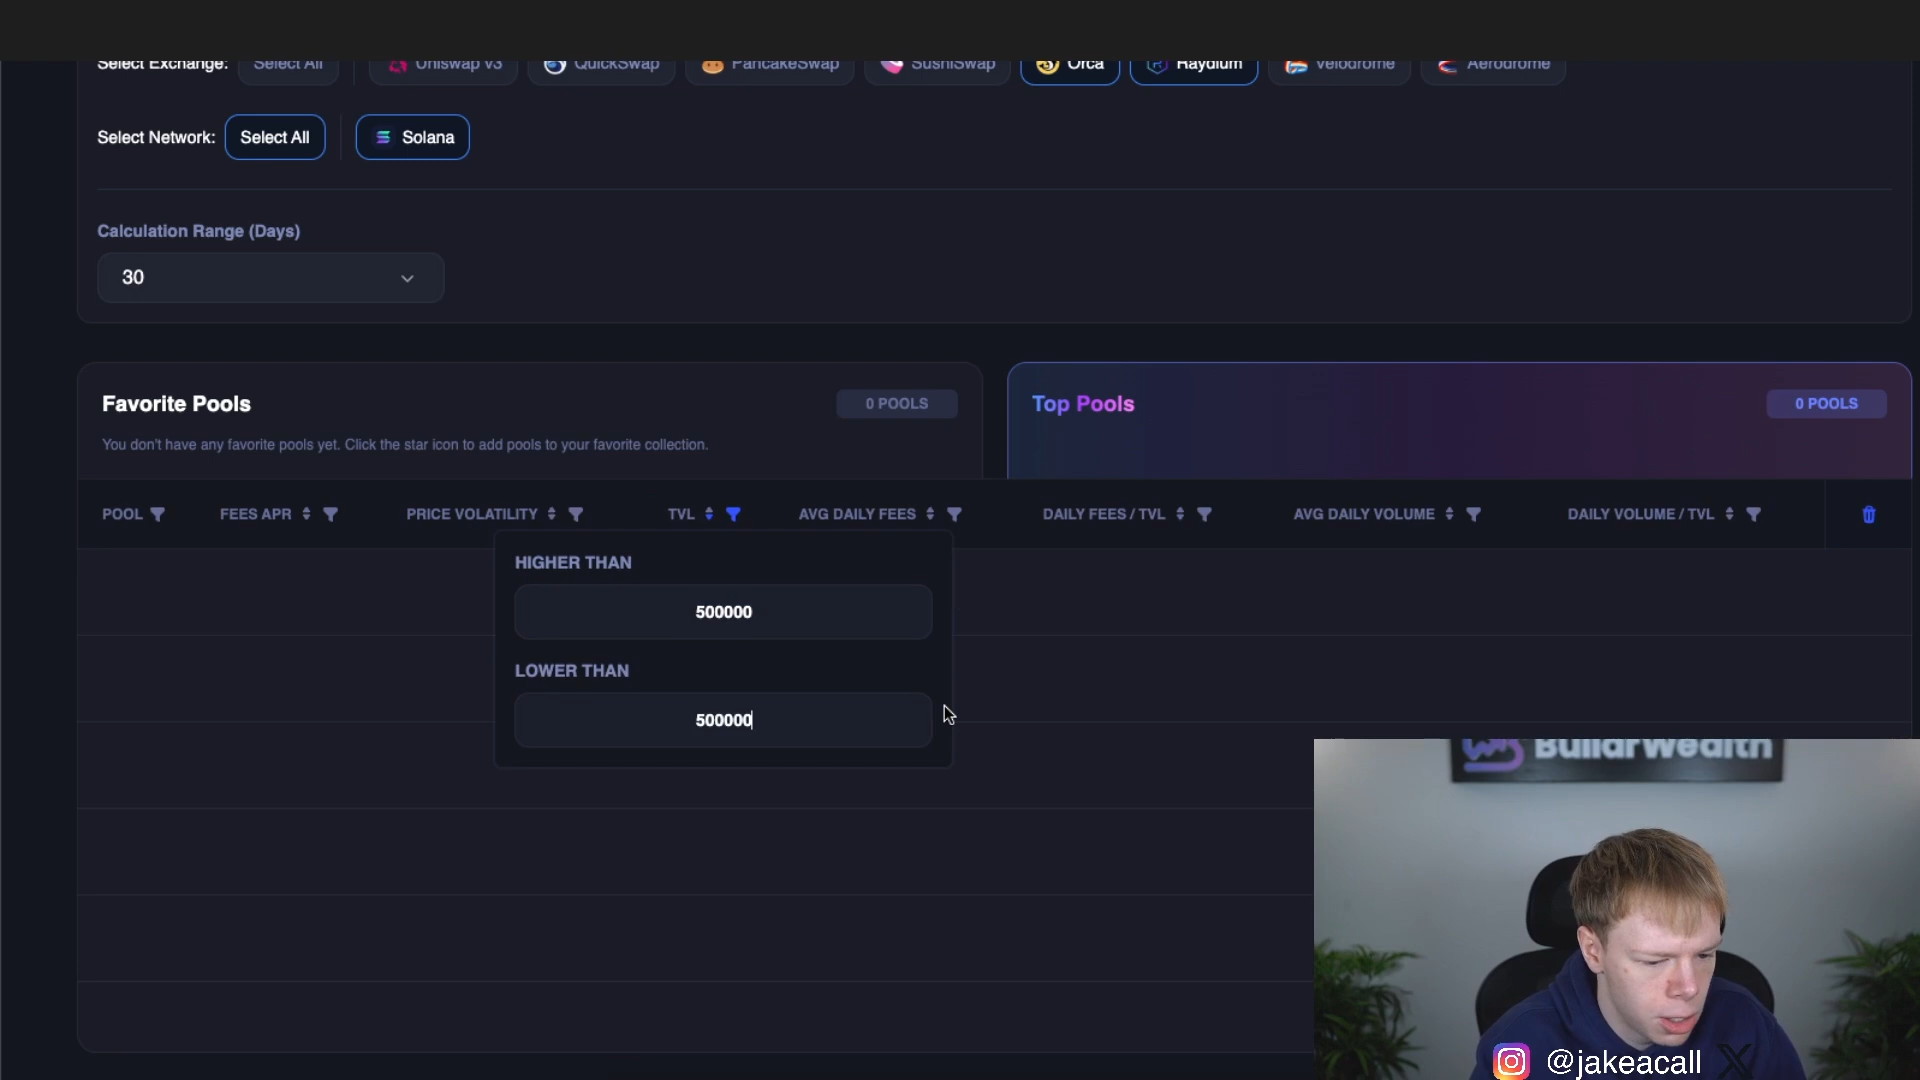 Select Exchange: Select All Uniswap v3 QuickSwap PancakeSwap SushiSwap Orca Raydium Velodrome Aerodrome
Select Network: Select All Solana
Calculation Range (Days)
30
Favorite Pools 0 POOLS Top Pools 0 POOLS
You don't have any favorite pools yet. Click the star icon to add pools to your favorite collection.
POOL FEES APR PRICE VOLATILITY TVL AVG DAILY FEES DAILY FEES / TVL AVG DAILY VOLUME DAILY VOLUME / TVL
HIGHER THAN
500000
LOWER THAN
500000
BuildrWealth
@jakeacall